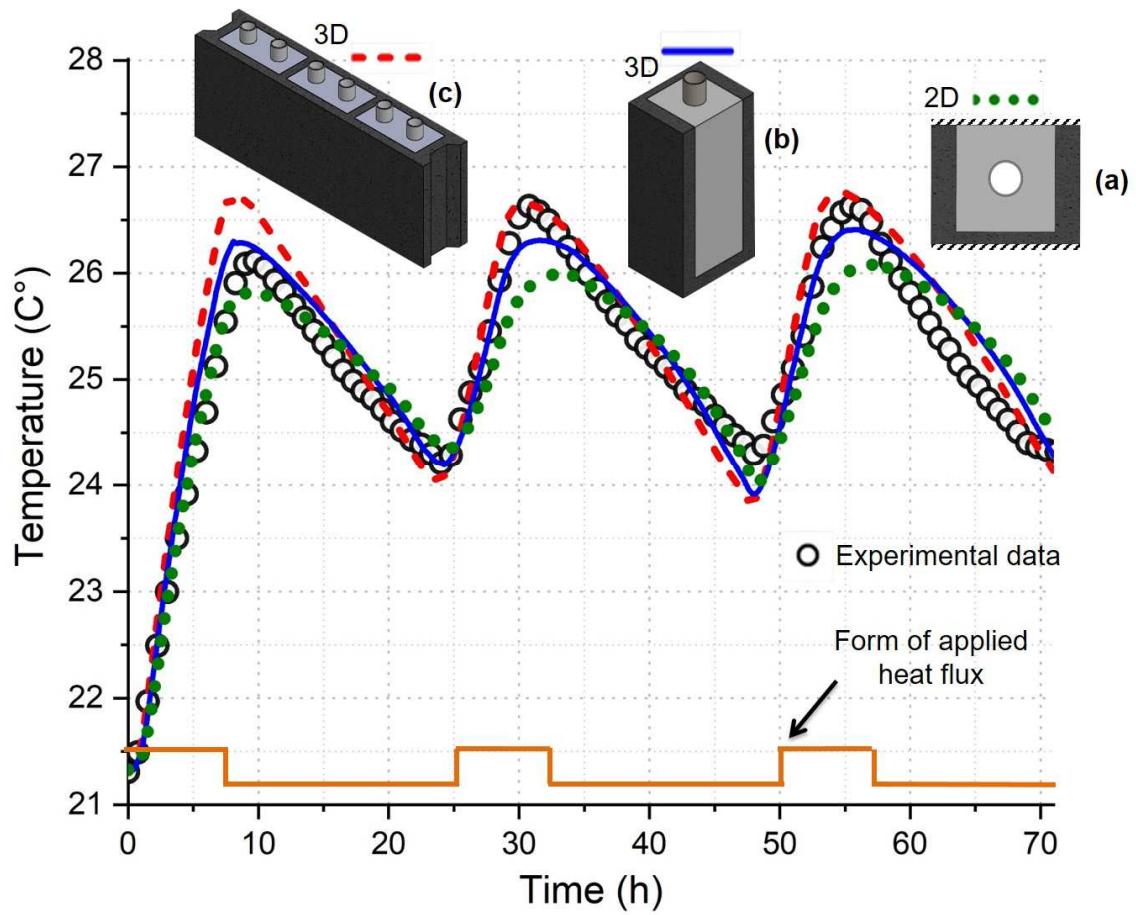 3D
(c)
3D
(b)
2D
(a)
28
27
26
25
24
23
22
21
Temperature (C°)
Experimental data
Form of applied
heat flux
0
10
20
30
40
50
60
70
Time (h)